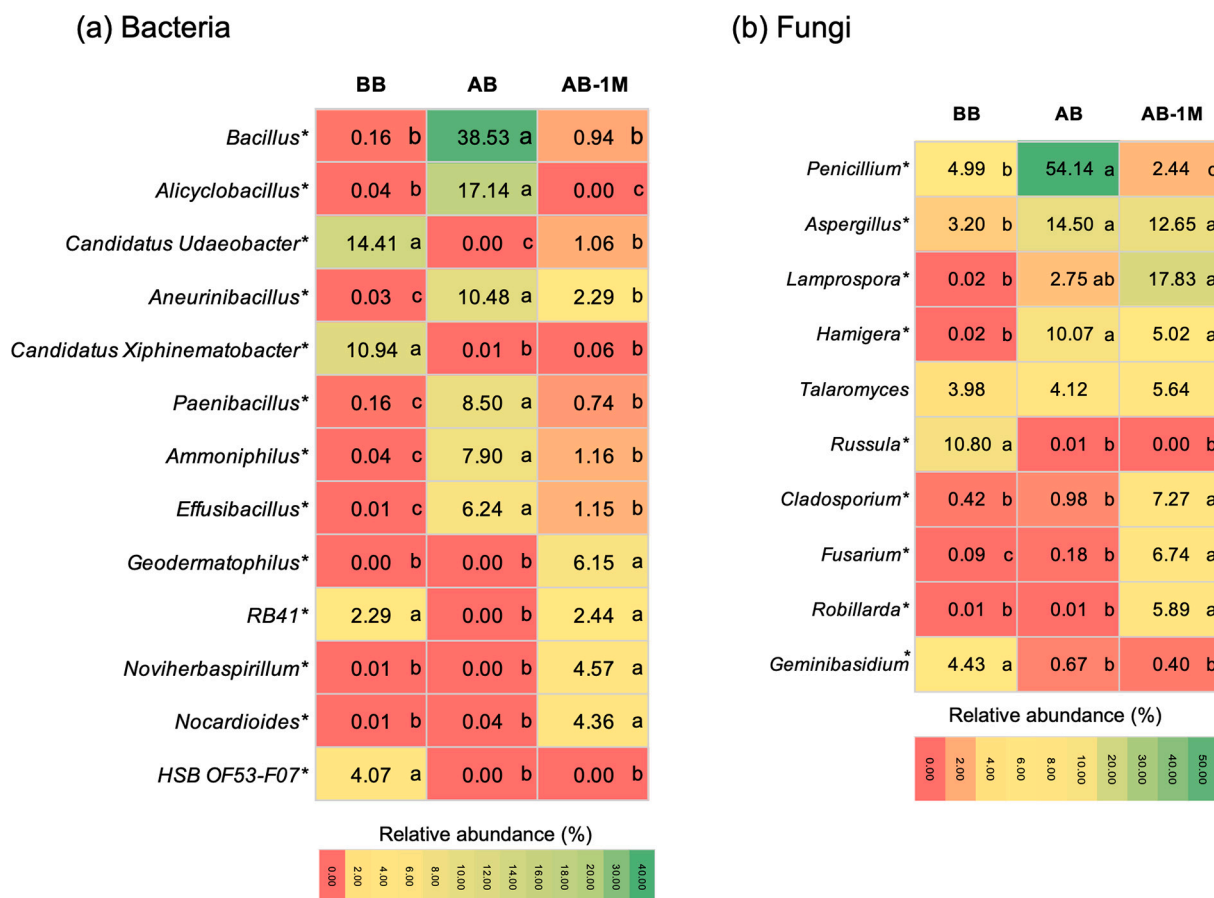 (a) Bacteria
BB AB AB-1M
Bacillus* 0.16 b 38.53 a 0.94 b
Alicyclobacillus* 0.04 b 17.14 a 0.00 c
Candidatus Udaeobacter* 14.41 a 0.00 c 1.06 b
Aneurinibacillus* 0.03 c 10.48 a 2.29 b
Candidatus Xiphinematobacter* 10.94 a 0.01 b 0.06 b
Paenibacillus* 0.16 c 8.50 a 0.74 b
Ammoniphilus* 0.04 c 7.90 a 1.16 b
Effusibacillus* 0.01 c 6.24 a 1.15 b
Geodermatophilus* 0.00 b 0.00 b 6.15 a
RB41* 2.29 a 0.00 b 2.44 a
Noviherbaspirillum* 0.01 b 0.00 b 4.57 a
Nocardioides* 0.01 b 0.04 b 4.36 a
HSB OF53-F07* 4.07 a 0.00 b 0.00 b
Relative abundance (%)
0.00 2.00 4.00 6.00 8.00 10.00 12.00 14.00 16.00 18.00 20.00 30.00 40.00
(b) Fungi
BB AB AB-1M
Penicillium* 4.99 b 54.14 a 2.44 c
Aspergillus* 3.20 b 14.50 a 12.65 a
Lamprospora* 0.02 b 2.75 ab 17.83 a
Hamigera* 0.02 b 10.07 a 5.02 a
Talaromyces 3.98 4.12 5.64
Russula* 10.80 a 0.01 b 0.00 b
Cladosporium* 0.42 b 0.98 b 7.27 a
Fusarium* 0.09 c 0.18 b 6.74 a
Robillarda* 0.01 b 0.01 b 5.89 a
Geminibasidium* 4.43 a 0.67 b 0.40 b
Relative abundance (%)
0.00 2.00 4.00 6.00 8.00 10.00 20.00 30.00 40.00 50.00